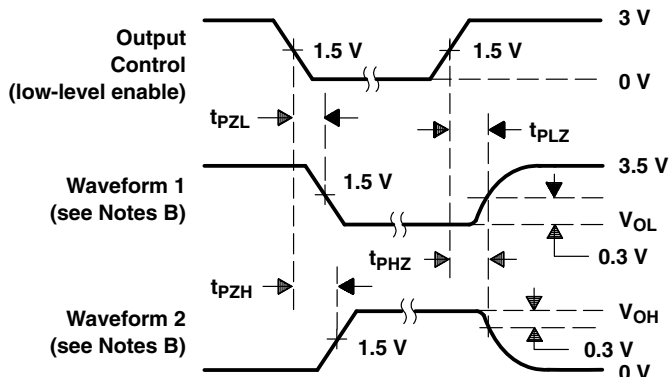 Output
Control
(low-level enable)
1.5 V
1.5 V
3 V
0 V
tPZL
tPLZ
Waveform 1
(see Notes B)
1.5 V
3.5 V
VOL
0.3 V
tPHZ
tPZH
Waveform 2
(see Notes B)
1.5 V
VOH
0.3 V
0 V